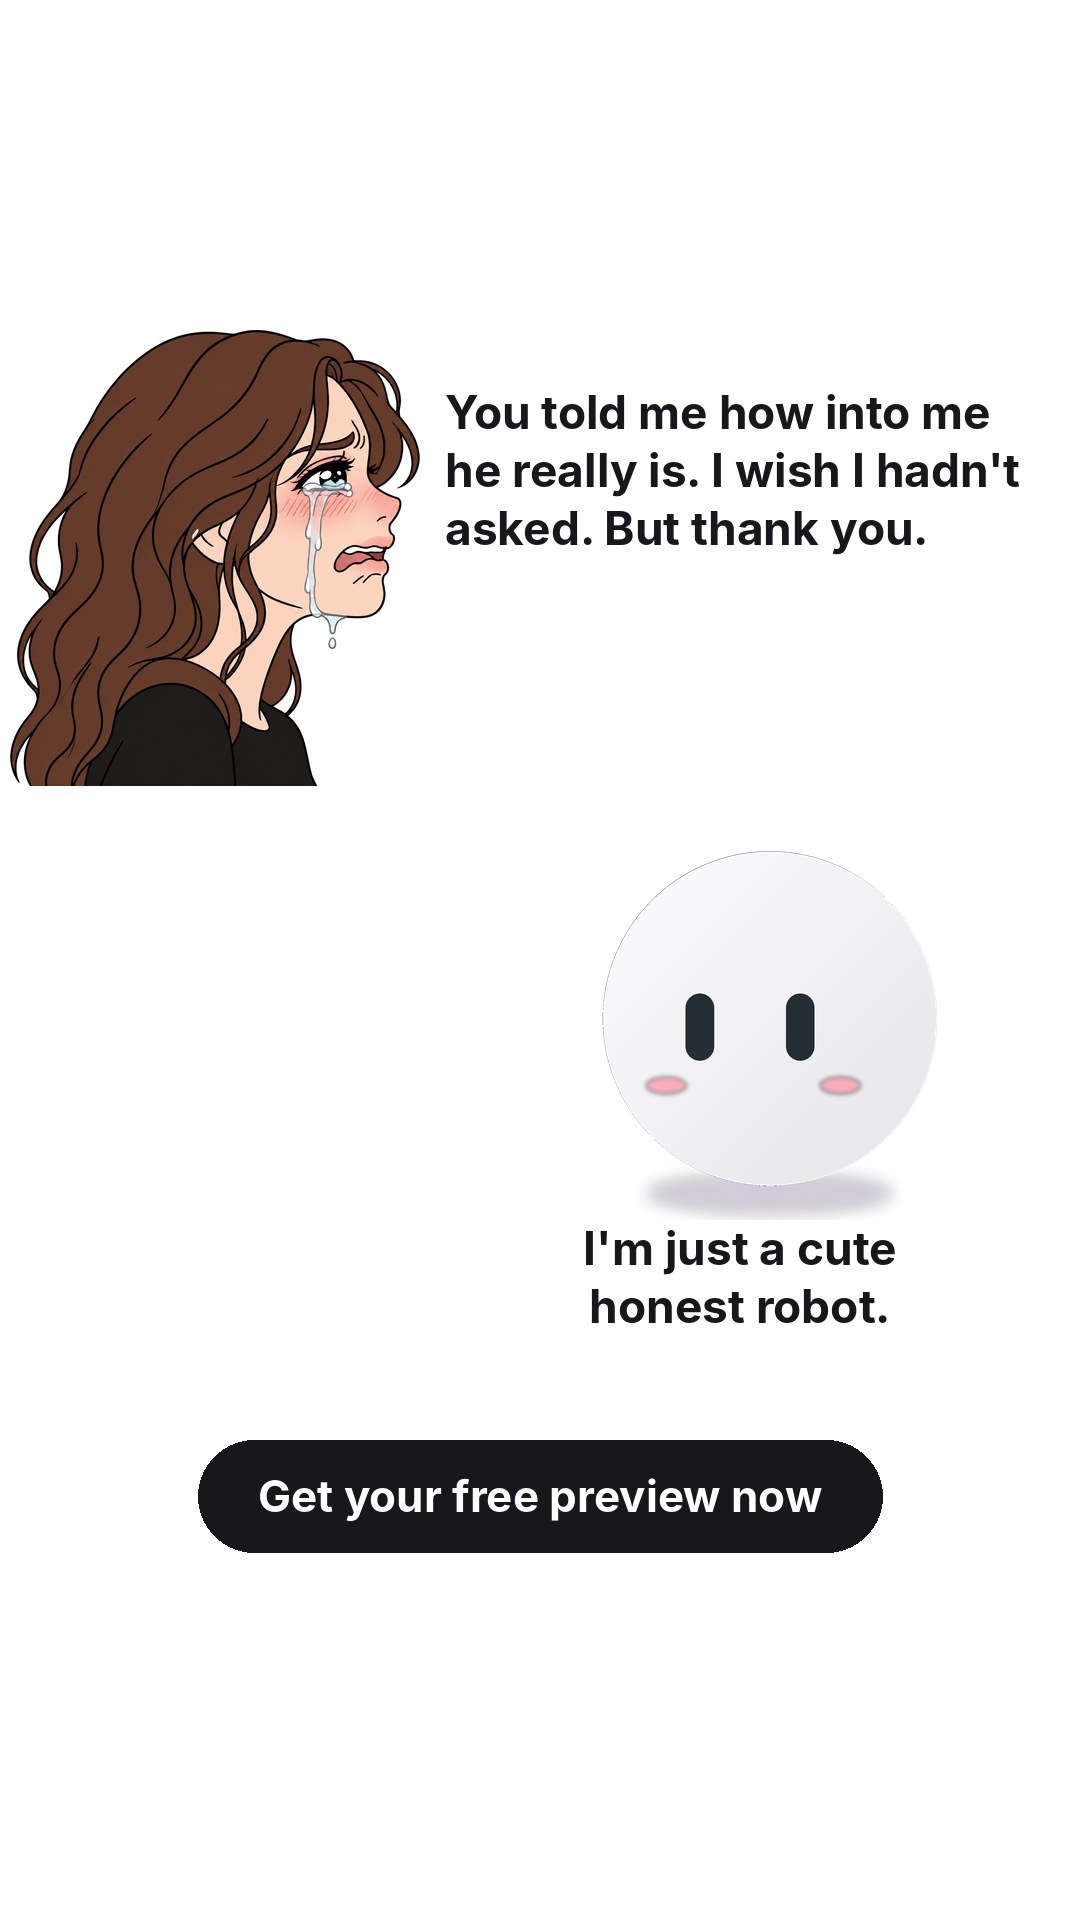 You told me how into me
he really is. I wish I hadn't
asked. But thank you.
I'm just a cute
honest robot.
Get your free preview now